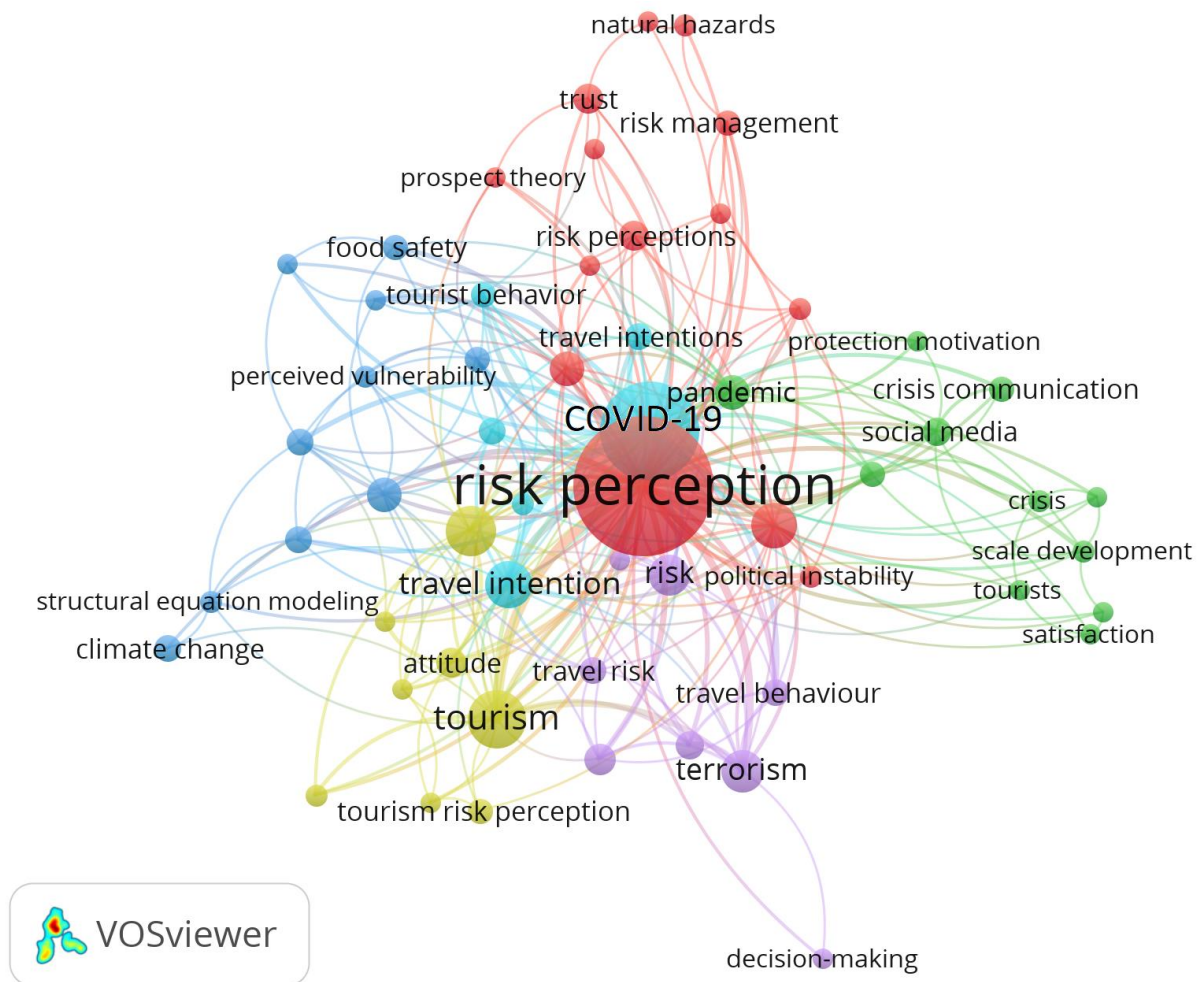 natural hazards
trust
risk management
prospect theory
risk perceptions
food safety
tourist behavior
travel intentions
protection motivation
perceived vulnerability
pandemic
crisis communication
COVID-19
social media
risk perception
crisis
scale development
travel intention
risk
political instability
tourists
structural equation modeling
satisfaction
climate change
attitude
travel risk
travel behaviour
tourism
terrorism
tourism risk perception
VOSviewer
decision-making